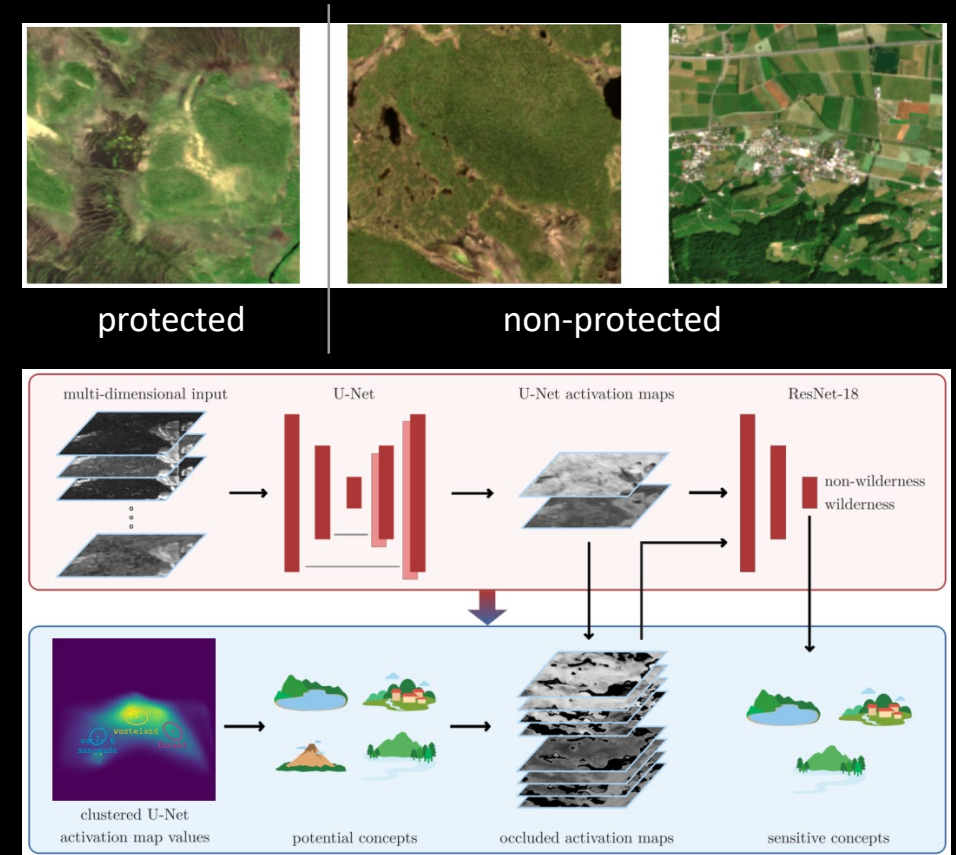 protected
non-protected
multi-dimensional input
U-Net
U-Net activation maps
ResNet-18
non-wilderness
wilderness
wasteland
clustered U-Net
activation map values
potential concepts
occluded activation maps
sensitive concepts